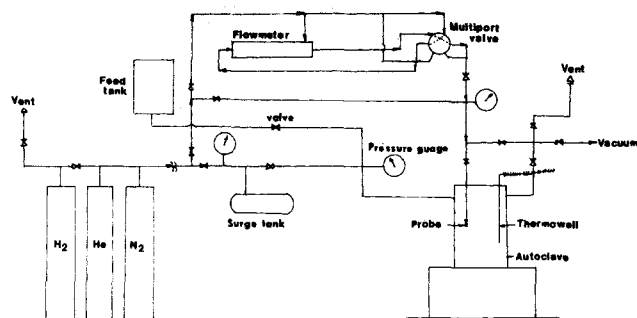 Flowmeter
Multiport
valve
Feed
tank
Vent
Vent
valve
Pressure guage
Vacuum
H2
He
N2
Surge tank
Probe
Thermowell
Autoclave